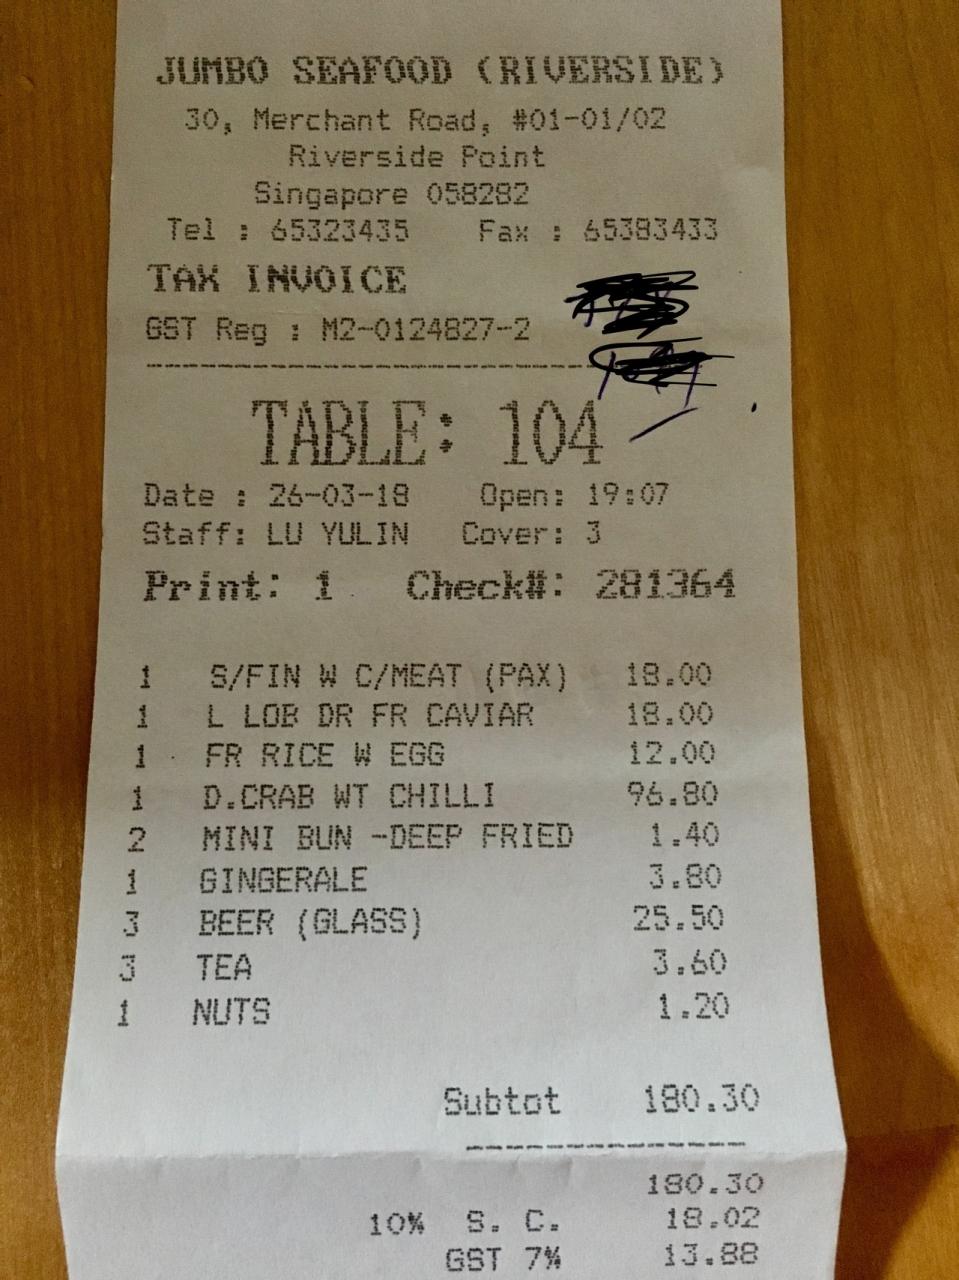 JUMBO SEAFOOD (RIVERSIDE)
30, Merchant Road, #01-01/02
Riverside Point
Singapore 058282
Tel : 65323435 Fax : 65383433
TAX INVOICE
GST Reg : M2-0124827-2
TABLE: 104
Date : 26-03-18 Open: 19:07
Staff: LU YULIN Cover: 3
Print: 1 Check#: 281364
1 S/FIN W C/MEAT (PAX) 18.00
1 L LOB DR FR CAVIAR 18.00
1 FR RICE W EGG 12.00
1 D.CRAB WT CHILLI 96.80
2 MINI BUN -DEEP FRIED 1.40
1 GINGERALE 3.80
3 BEER (GLASS) 25.50
3 TEA 3.60
1 NUTS 1.20
Subtot 180.30
180.30
10% S. C. 18.02
GST 7% 13.88